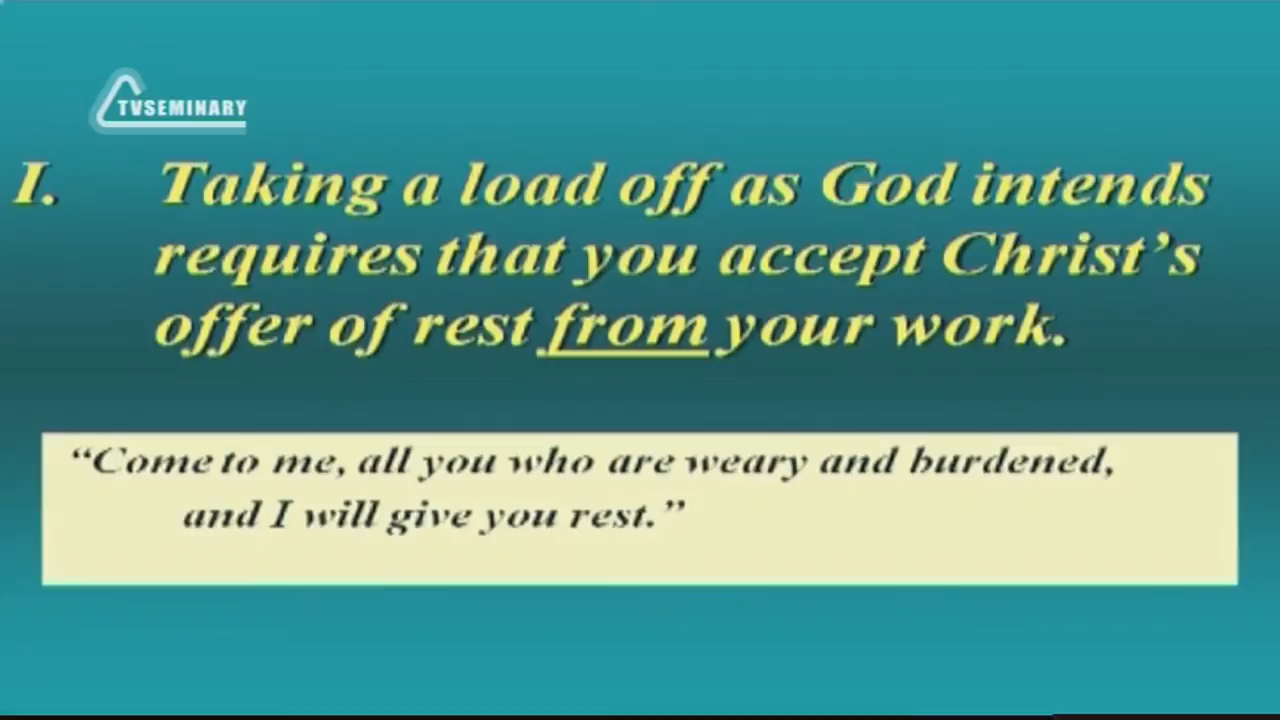 TVSEMINARY
I. Taking a load off as God intends
requires that you accept Christ’s
offer of rest from your work.
“Come to me, all you who are weary and burdened,
and I will give you rest.”